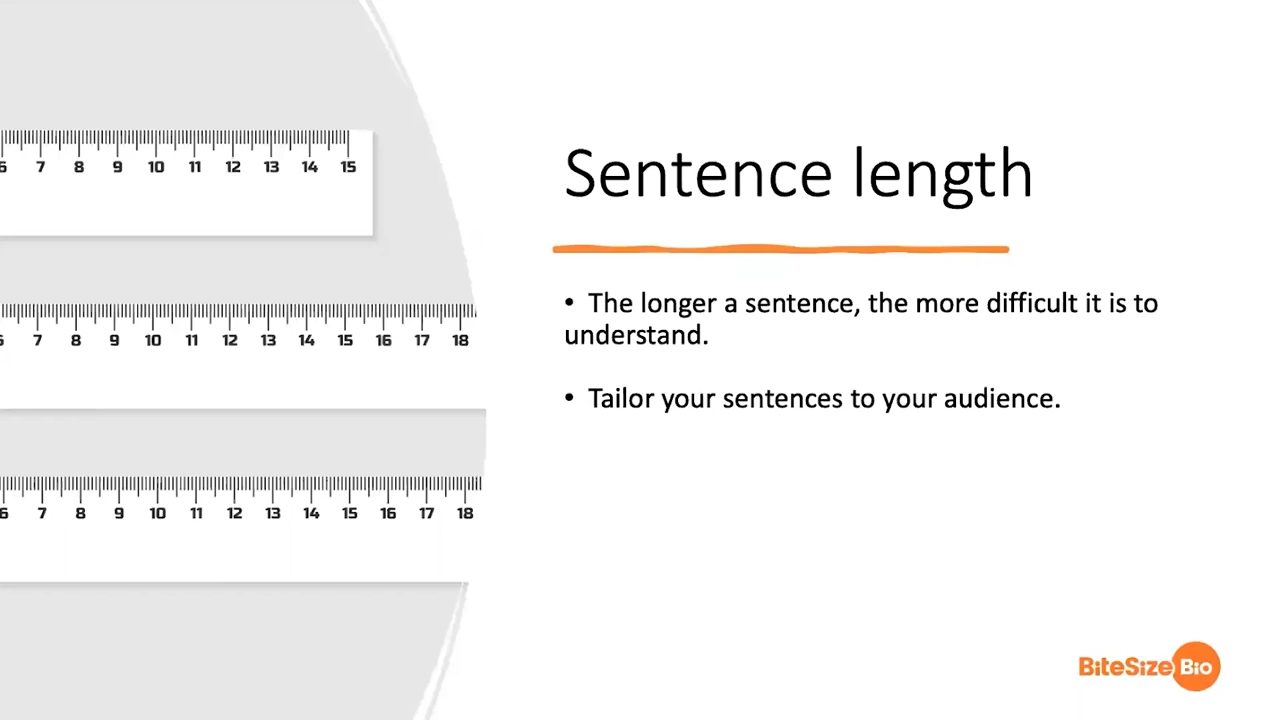 Sentence length
• The longer a sentence, the more difficult it is to
understand.
• Tailor your sentences to your audience.
6 7 8 9 10 11 12 13 14 15
6 7 8 9 10 11 12 13 14 15 16 17 18
6 7 8 9 10 11 12 13 14 15 16 17 18
BiteSize Bio